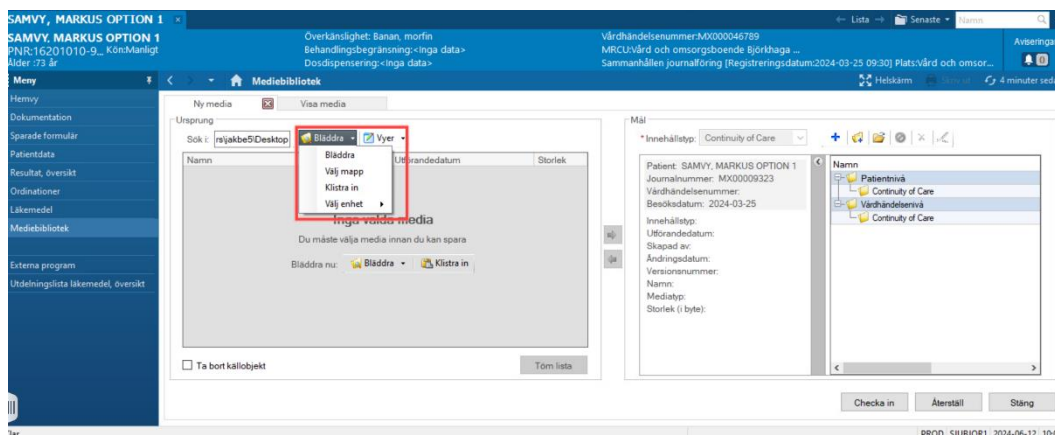 SAMVY, MARKUS OPTION 1
Lista
Senaste
Namn
SAMVY, MARKUS OPTION 1
PNR:16201010-9... Kön:Manligt
Ålder :73 år
Överkänslighet: Banan, morfin
Behandlingsbegränsning:<Inga data>
Dosdispensering:<Inga data>
Vårdhändelsenummer:MX000046789
MRCU:Vård och omsorgsboende Björkhaga ...
Sammanhållen journalföring [Registreringsdatum:2024-03-25 09:30] Plats:Vård och omsor...
Aviseringa
0
Meny
Mediebibliotek
Helskärm
Skriv ut
4 minuter seda
Hemvy
Dokumentation
Sparade formulär
Patientdata
Resultat, översikt
Ordinationer
Läkemedel
Mediebibliotek
Externa program
Utdelningslista läkemedel, översikt
Ny media
Visa media
Ursprung
Sök i: rs\jakbe5\Desktop
Bläddra
Vyer
Bläddra
Välj mapp
Klistra in
Välj enhet
Namn
Utförandedatum
Storlek
Inga valda media
Du måste välja media innan du kan spara
Bläddra nu:
Bläddra
Klistra in
Ta bort källobjekt
Töm lista
Mål
*Innehållstyp: Continuity of Care
Patient: SAMVY, MARKUS OPTION 1
Journalnummer: MX00009323
Vårdhändelsenummer:
Besöksdatum: 2024-03-25
Innehållstyp:
Utförandedatum:
Skapad av:
Ändringsdatum:
Versionsnummer:
Namn:
Mediatyp:
Storlek (i byte):
Namn
Patientnivå
Continuity of Care
Vårdhändelsenivå
Continuity of Care
Checka in
Återställ
Stäng